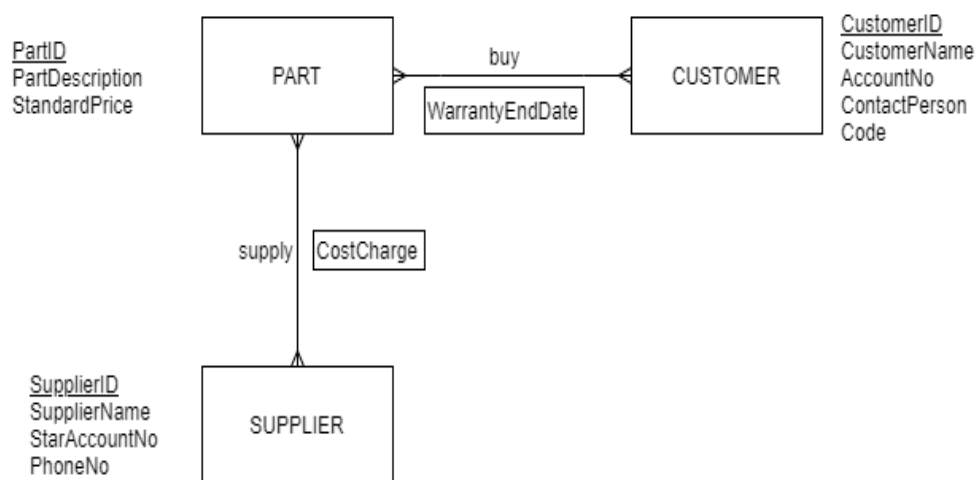 PartID
PartDescription
StandardPrice
PART
buy
WarrantyEndDate
CUSTOMER
CustomerID
CustomerName
AccountNo
ContactPerson
Code
supply
CostCharge
SupplierID
SupplierName
StarAccountNo
PhoneNo
SUPPLIER